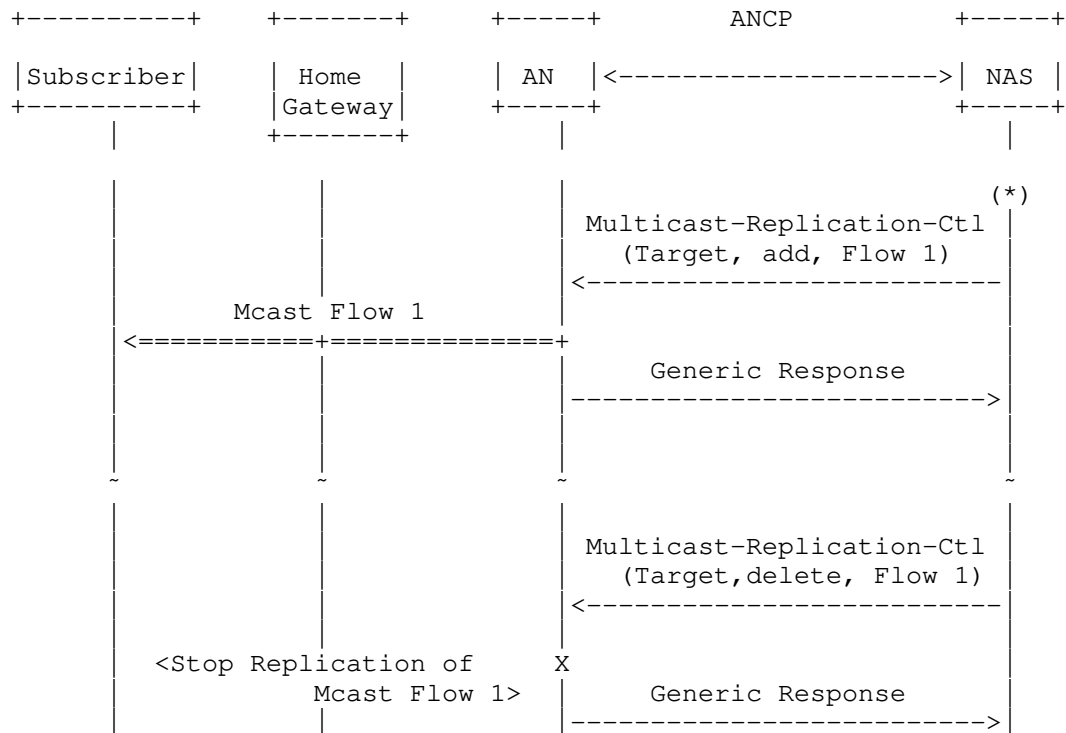 ANCP
Subscriber Home AN <-------------------> NAS
Gateway
(*)
Multicast-Replication-Ctl
(Target, add, Flow 1)
Mcast Flow 1
Generic Response
Multicast-Replication-Ctl
(Target,delete, Flow 1)
<Stop Replication of X
Mcast Flow 1> Generic Response